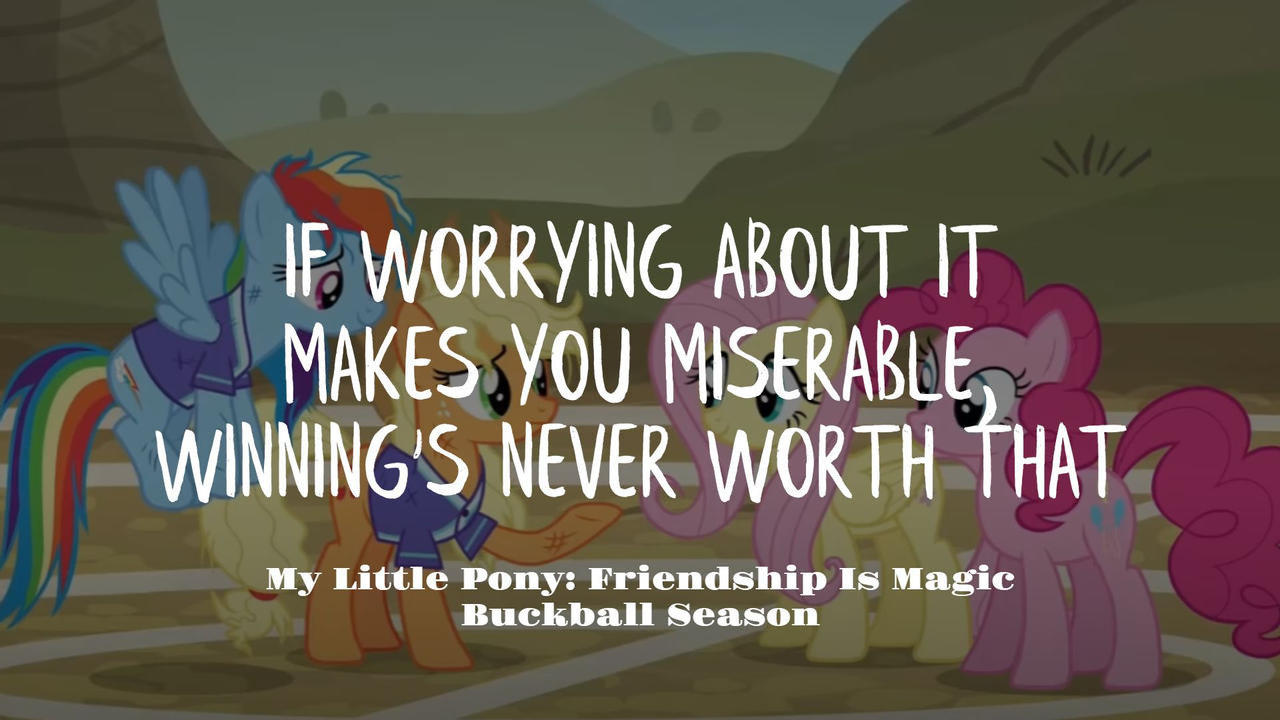 IF WORRYING ABOUT IT
MAKES YOU MISERABLE,
WINNING'S NEVER WORTH THAT
My Little Pony: Friendship Is Magic
Buckball Season